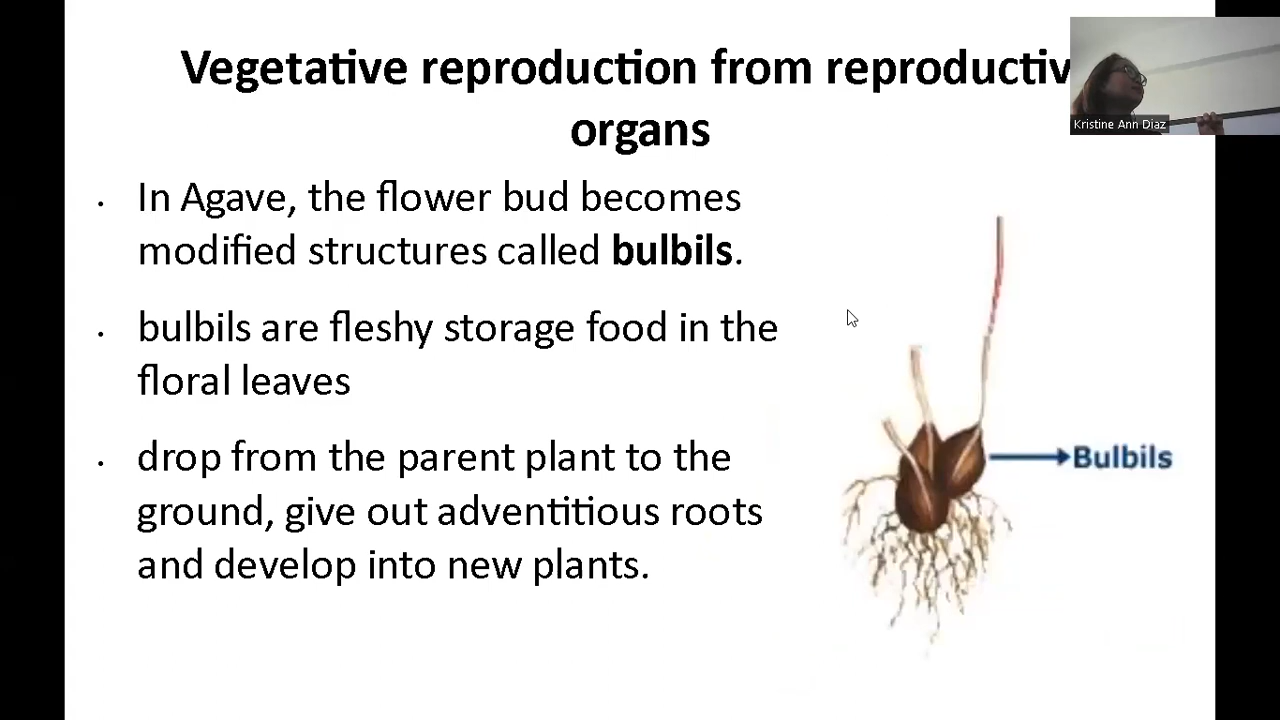 Vegetative reproduction from reproductiv
organs
Kristine Ann Diaz
• In Agave, the flower bud becomes
modified structures called bulbils.
• bulbils are fleshy storage food in the
floral leaves
• drop from the parent plant to the
ground, give out adventitious roots
and develop into new plants.
Bulbils